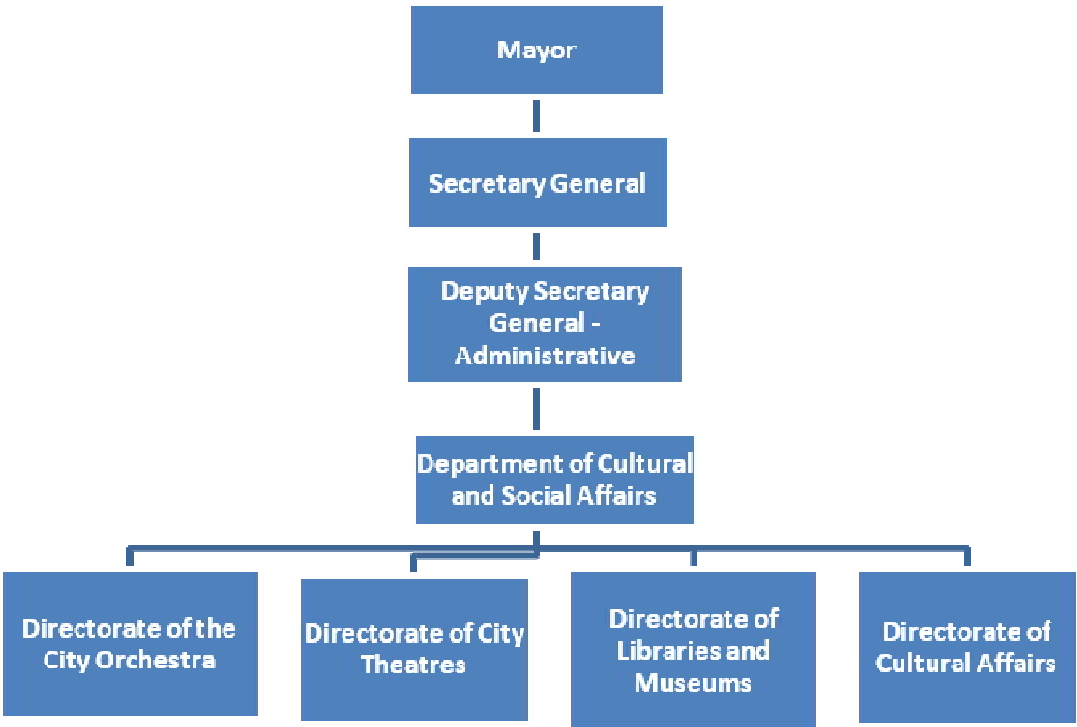 Mayor
Secretary General
Deputy Secretary
General -
Administrative
Department of Cultural
and Social Affairs
Directorate of the
City Orchestra
Directorate of City
Theatres
Directorate of
Libraries and
Museums
Directorate of
Cultural Affairs